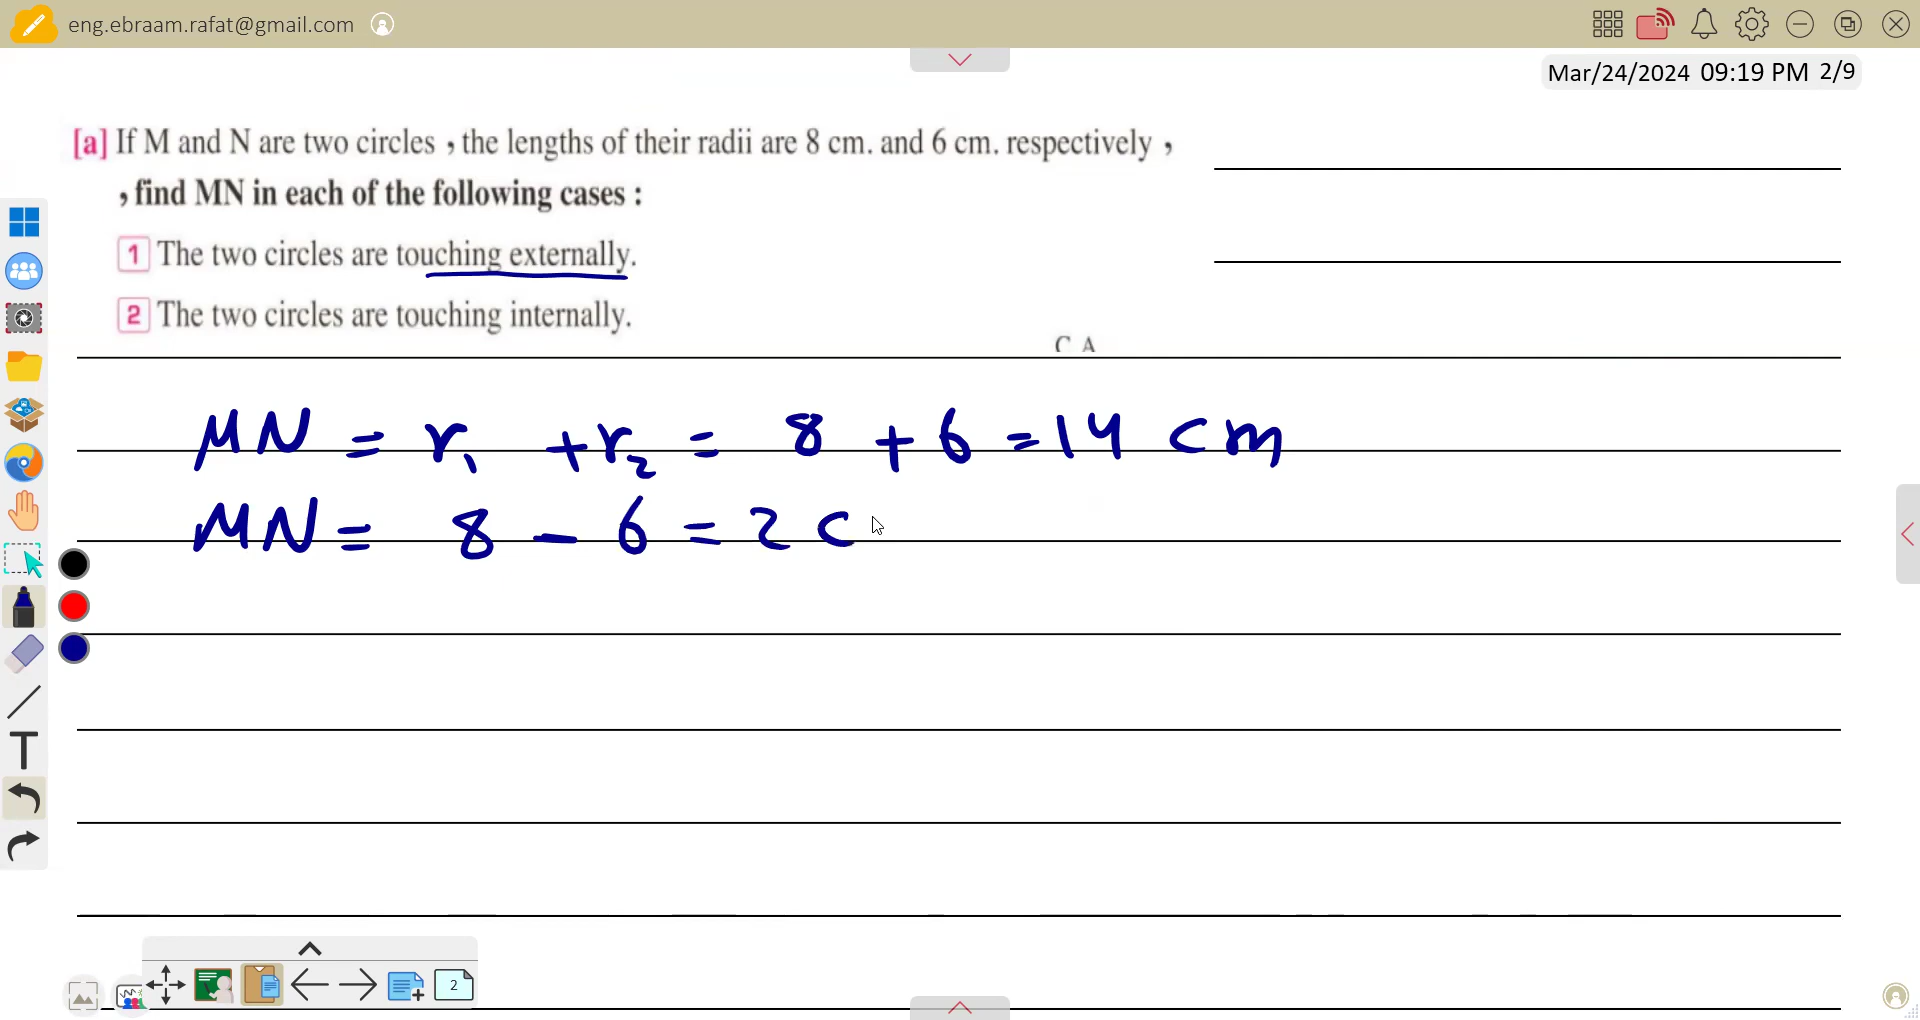 eng.ebraam.rafat@gmail.com
Mar/24/2024 09:19 PM 2/9
[a] If M and N are two circles , the lengths of their radii are 8 cm. and 6 cm. respectively ,
, find MN in each of the following cases :
1 The two circles are touching externally.
2 The two circles are touching internally.
C A
MN = r₁ + r₂ = 8 + 6 = 14 cm
MN = 8 - 6 = 2 c
T
2